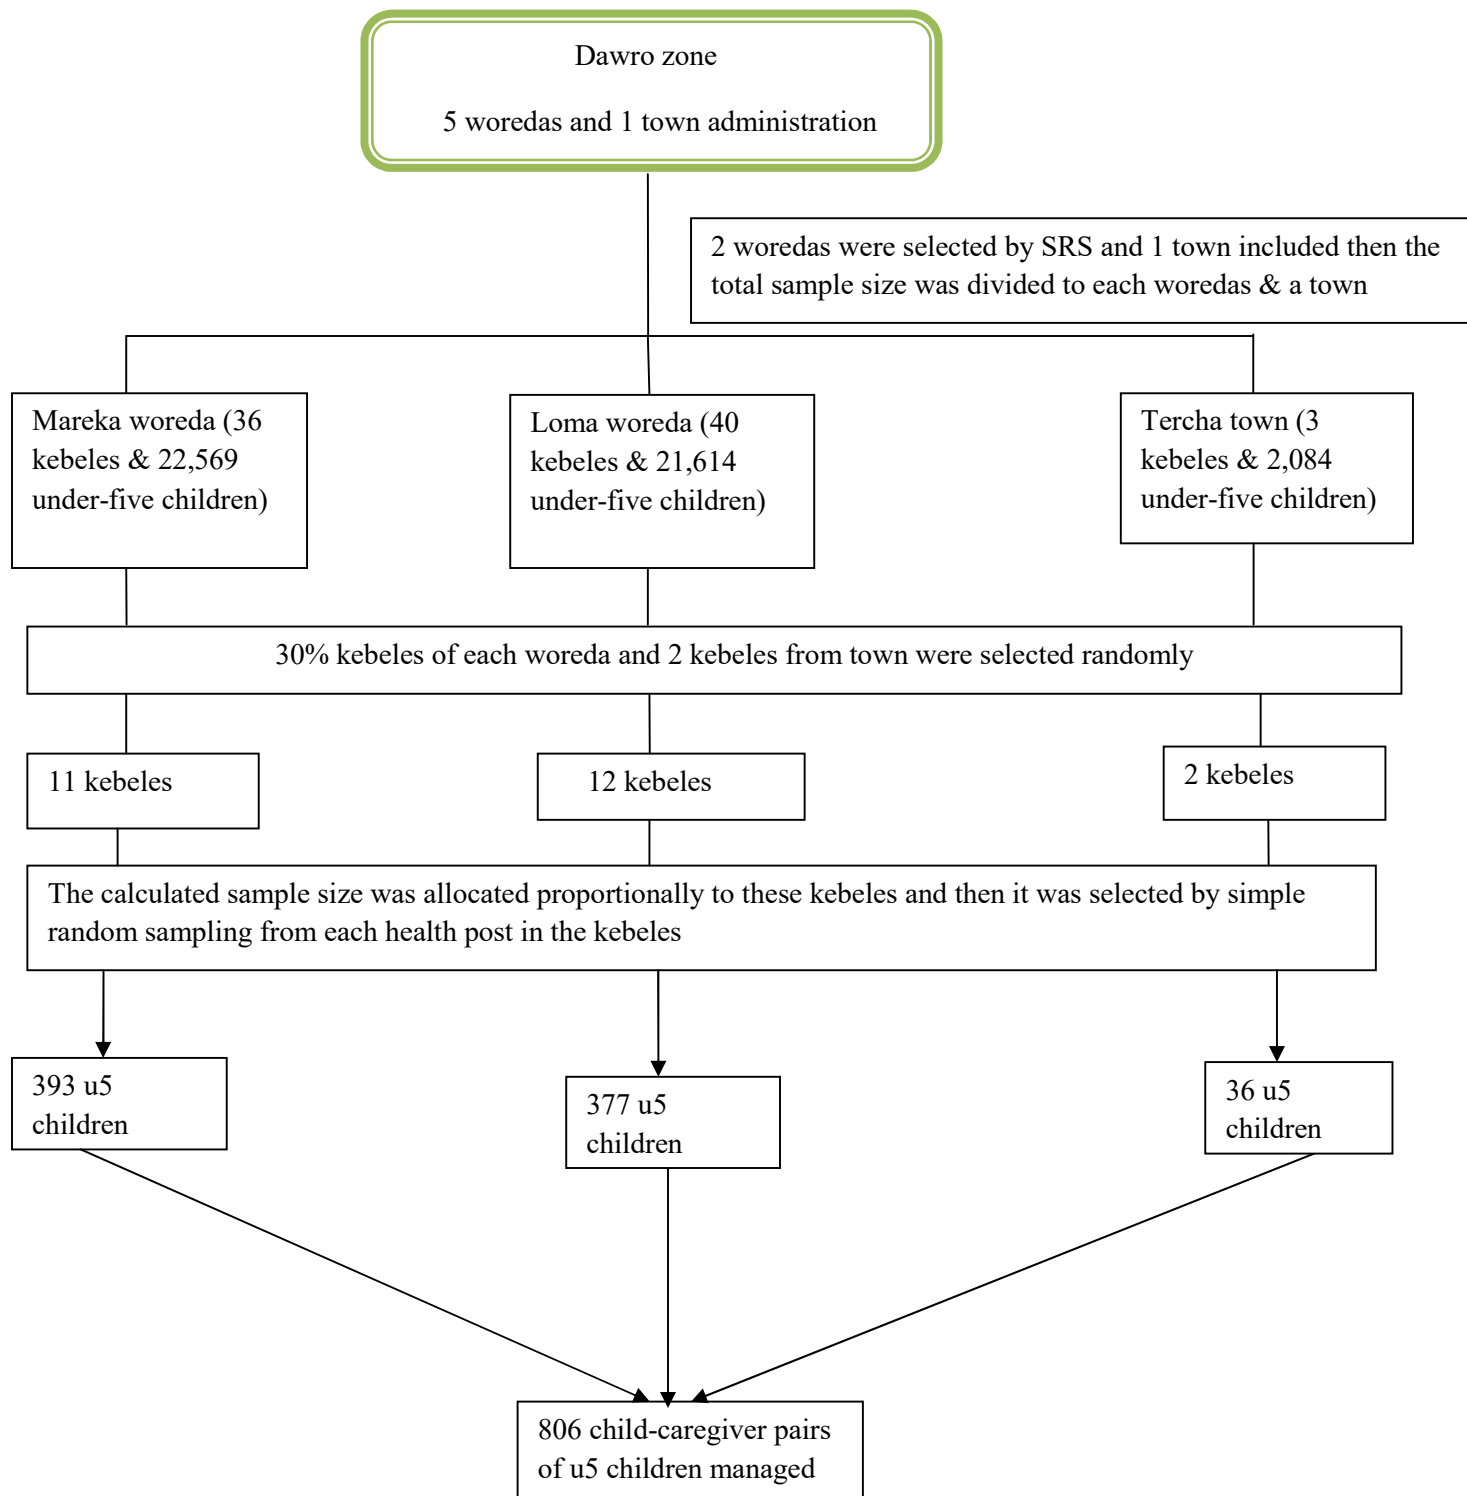 Dawro zone
5 woredas and 1 town administration
2 woredas were selected by SRS and 1 town included then the
total sample size was divided to each woredas & a town
Mareka woreda (36
kebeles & 22,569
under-five children)
Loma woreda (40
kebeles & 21,614
under-five children)
Tercha town (3
kebeles & 2,084
under-five children)
30% kebeles of each woreda and 2 kebeles from town were selected randomly
11 kebeles
12 kebeles
2 kebeles
The calculated sample size was allocated proportionally to these kebeles and then it was selected by simple
random sampling from each health post in the kebeles
393 u5
children
377 u5
children
36 u5
children
806 child-caregiver pairs
of u5 children managed